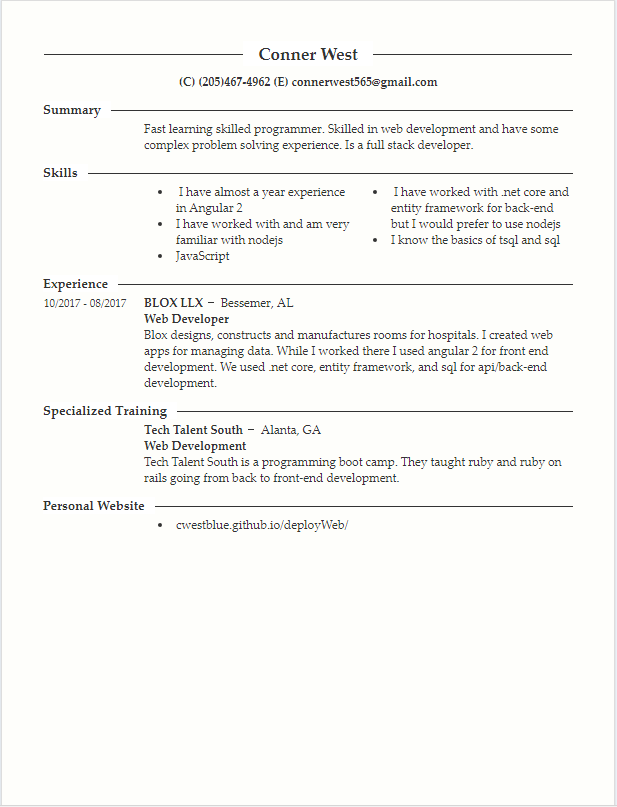 Conner West
(C) (205)467-4962 (E) connerwest565@gmail.com
Summary
Fast learning skilled programmer. Skilled in web development and have some
complex problem solving experience. Is a full stack developer.
Skills
• I have almost a year experience
in Angular 2
• I have worked with and am very
familiar with nodejs
• JavaScript
• I have worked with .net core and
entity framework for back-end
but I would prefer to use nodejs
• I know the basics of tsql and sql
Experience
10/2017 - 08/2017
BLOX LLX – Bessemer, AL
Web Developer
Blox designs, constructs and manufactures rooms for hospitals. I created web
apps for managing data. While I worked there I used angular 2 for front end
development. We used .net core, entity framework, and sql for api/back-end
development.
Specialized Training
Tech Talent South – Alanta, GA
Web Development
Tech Talent South is a programming boot camp. They taught ruby and ruby on
rails going from back to front-end development.
Personal Website
• cwestblue.github.io/deployWeb/